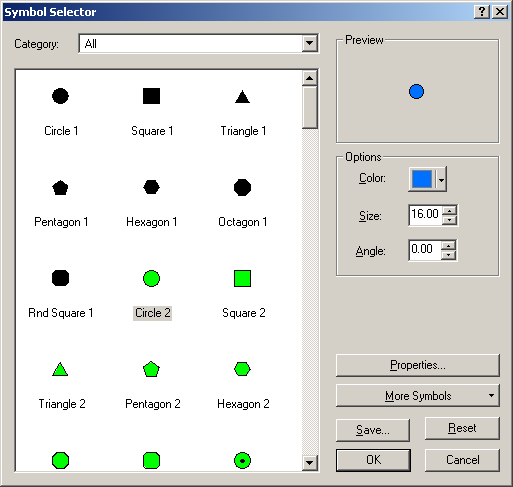 Symbol Selector
Category: All
Circle 1 Square 1 Triangle 1
Pentagon 1 Hexagon 1 Octagon 1
Rnd Square 1 Circle 2 Square 2
Triangle 2 Pentagon 2 Hexagon 2
Preview
Options
Color:
Size: 16.00
Angle: 0.00
Properties...
More Symbols
Save... Reset
OK Cancel